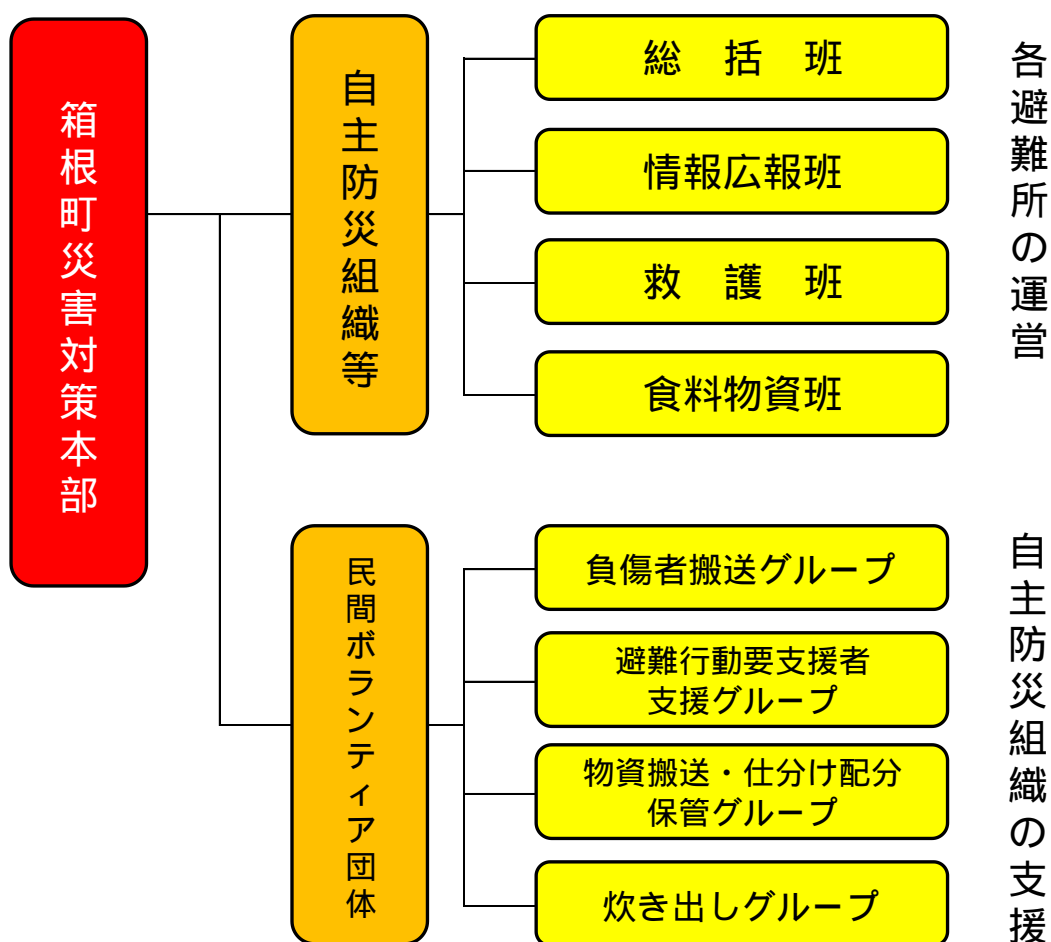 箱根町災害対策本部
自主防災組織等
総　括　班
情報広報班
救　護　班
食料物資班
各避難所の運営
民間ボランティア団体
負傷者搬送グループ
避難行動要支援者
支援グループ
物資搬送・仕分け配分
保管グループ
炊き出しグループ
自主防災組織の支援